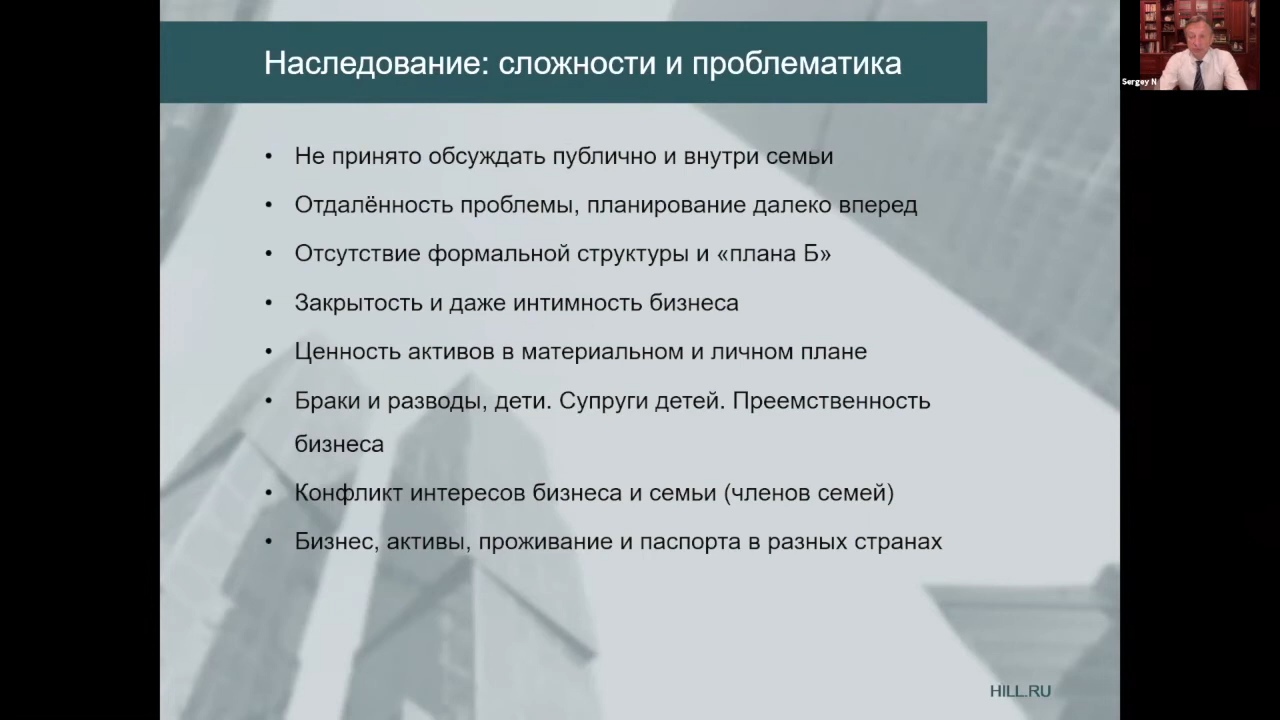 Наследование: сложности и проблематика
Sergey N
• Не принято обсуждать публично и внутри семьи
• Отдалённость проблемы, планирование далеко вперед
• Отсутствие формальной структуры и «плана Б»
• Закрытость и даже интимность бизнеса
• Ценность активов в материальном и личном плане
• Браки и разводы, дети. Супруги детей. Преемственность
бизнеса
• Конфликт интересов бизнеса и семьи (членов семей)
• Бизнес, активы, проживание и паспорта в разных странах
HILL.RU